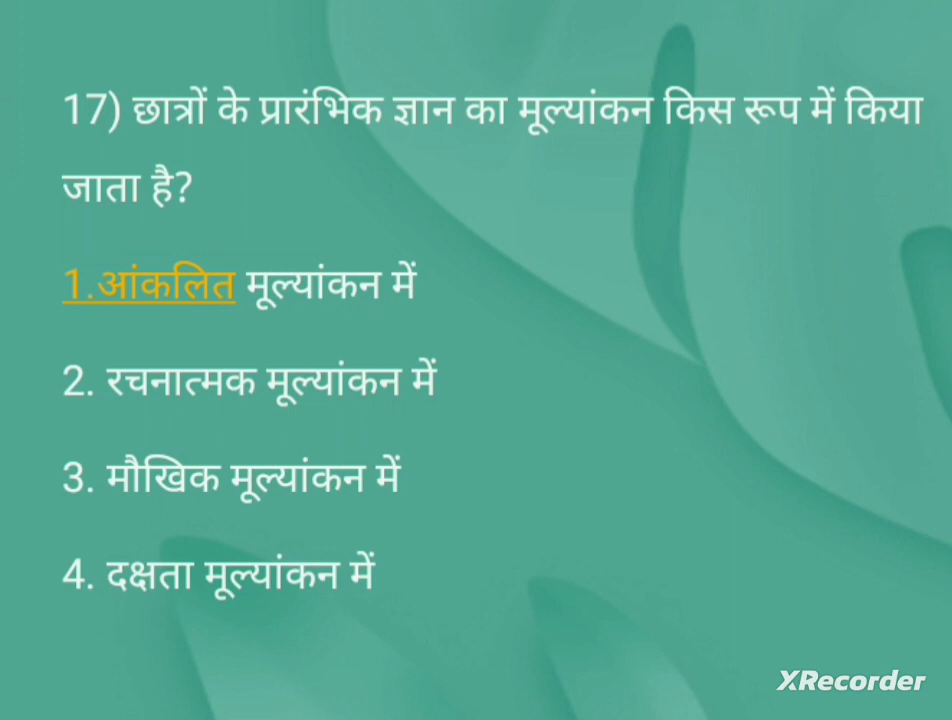 17) छात्रों के प्रारंभिक ज्ञान का मूल्यांकन किस रूप में किया
जाता है?
1.आंकलित मूल्यांकन में
2. रचनात्मक मूल्यांकन में
3. मौखिक मूल्यांकन में
4. दक्षता मूल्यांकन में
XRecorder